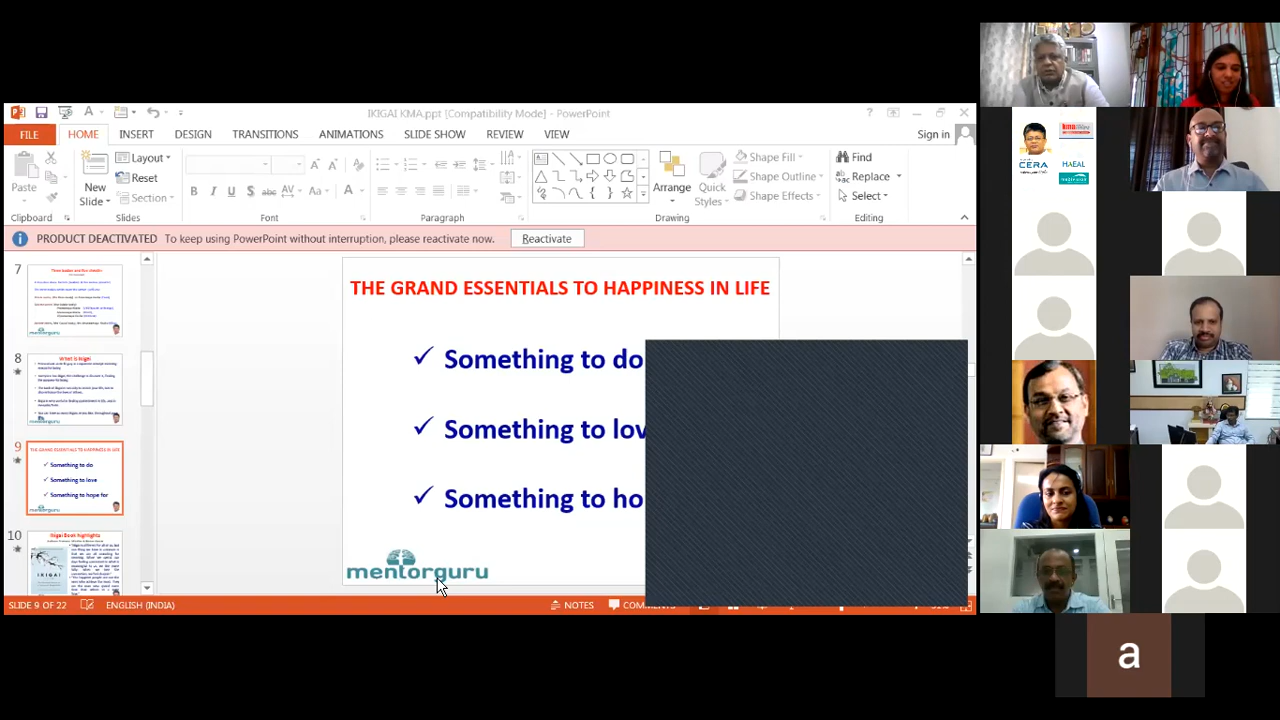 IKIGAI KMA.ppt [Compatibility Mode] - PowerPoint
FILE HOME INSERT DESIGN TRANSITIONS ANIMATIONS SLIDE SHOW REVIEW VIEW Sign in
Paste
Clipboard
New Slide
Layout
Reset
Section
Slides
B I U S abc AV Aa A
Font
Paragraph
Arrange
Quick Styles
Shape Fill
Shape Outline
Shape Effects
Drawing
Find
Replace
Select
Editing
PRODUCT DEACTIVATED To keep using PowerPoint without interruption, please reactivate now. Reactivate
7
8
What is Ikigai
9
THE GRAND ESSENTIALS TO HAPPINESS IN LIFE
Something to do
Something to love
Something to hope for
mentorguru
10
Ikigai Book Highlights
IKIGAI
THE GRAND ESSENTIALS TO HAPPINESS IN LIFE
✓ Something to do
✓ Something to lov
✓ Something to ho
mentorguru
SLIDE 9 OF 22 ENGLISH (INDIA) NOTES COMMENTS
CERA
HAEAL
a